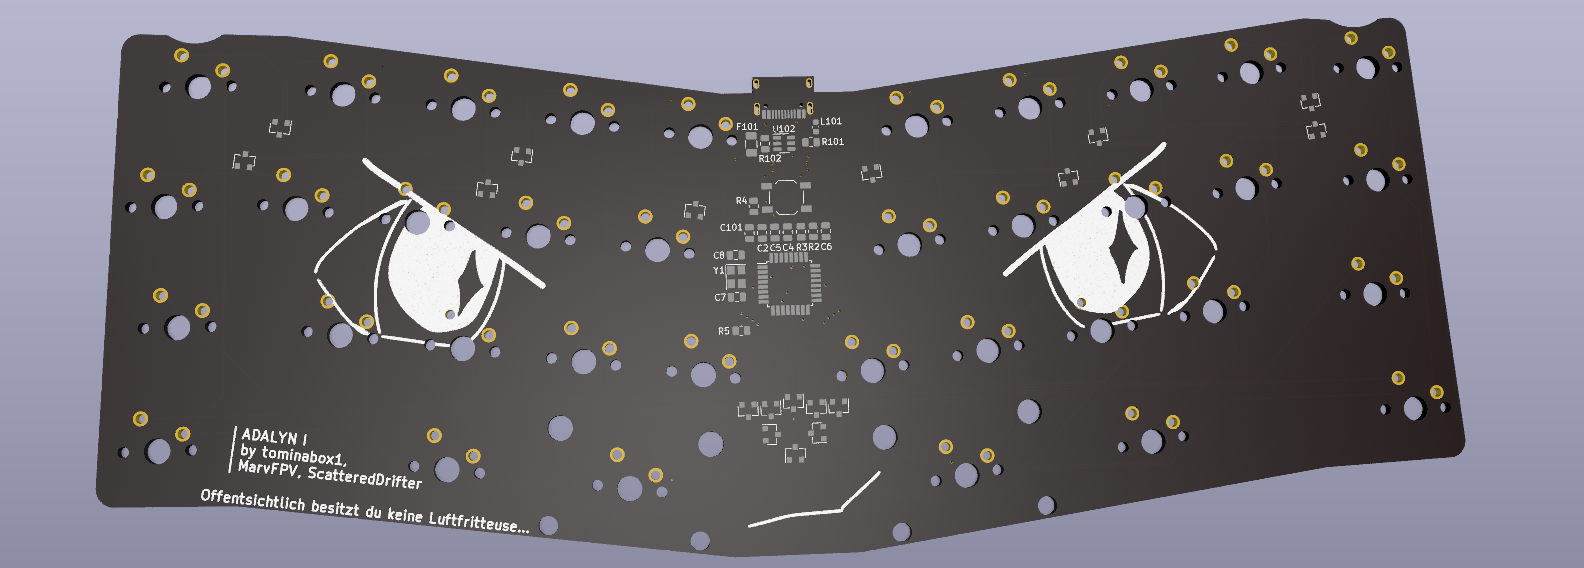 F101
U102
L101
R101
R102
R4
C101
C2 C5 C4 R3 R2 C6
C8
Y1
C7
R5
ADALYN I
by tominabox1,
MarvFPV, ScatteredDrifter
Offentsichtlich besitzt du keine Luftfritteuse...